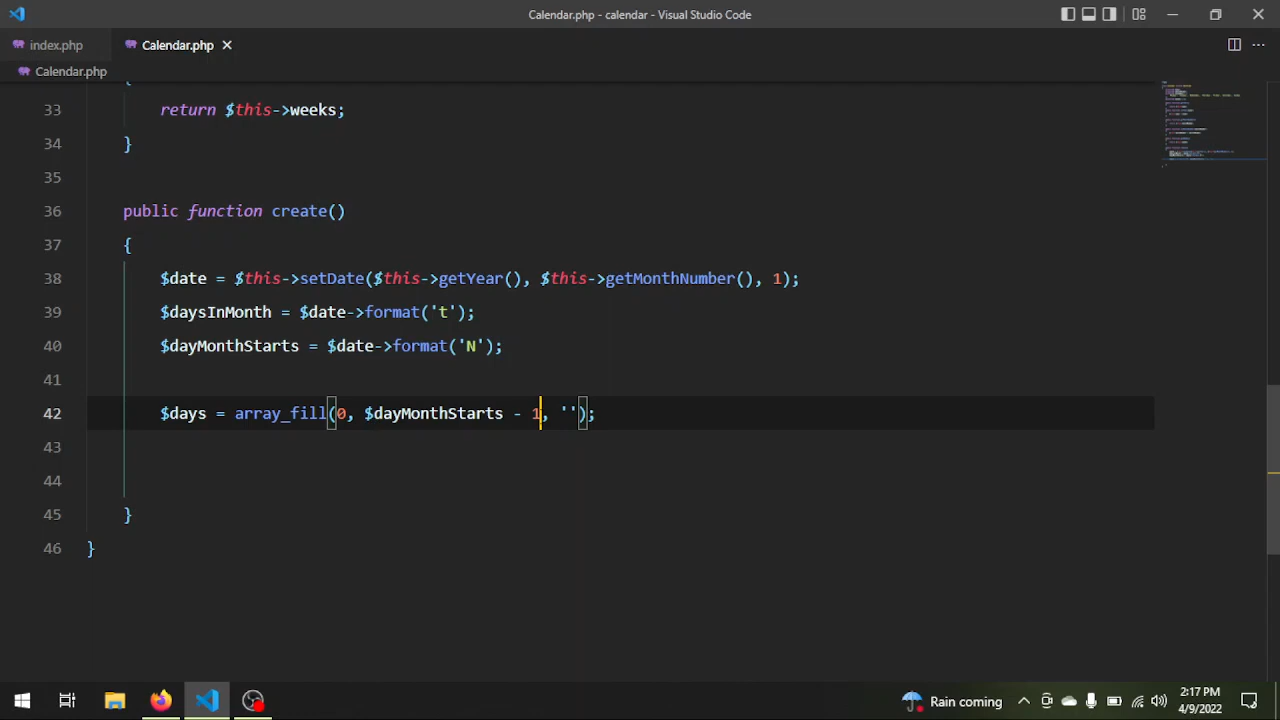 Calendar.php - calendar - Visual Studio Code
index.php
Calendar.php
Calendar.php
{
33 return $this->weeks;
34 }
35
36 public function create()
37 {
38 $date = $this->setDate($this->getYear(), $this->getMonthNumber(), 1);
39 $daysInMonth = $date->format('t');
40 $dayMonthStarts = $date->format('N');
41
42 $days = array_fill(0, $dayMonthStarts - 1, '');
43
44
45 }
46 }
Rain coming
2:17 PM
4/9/2022